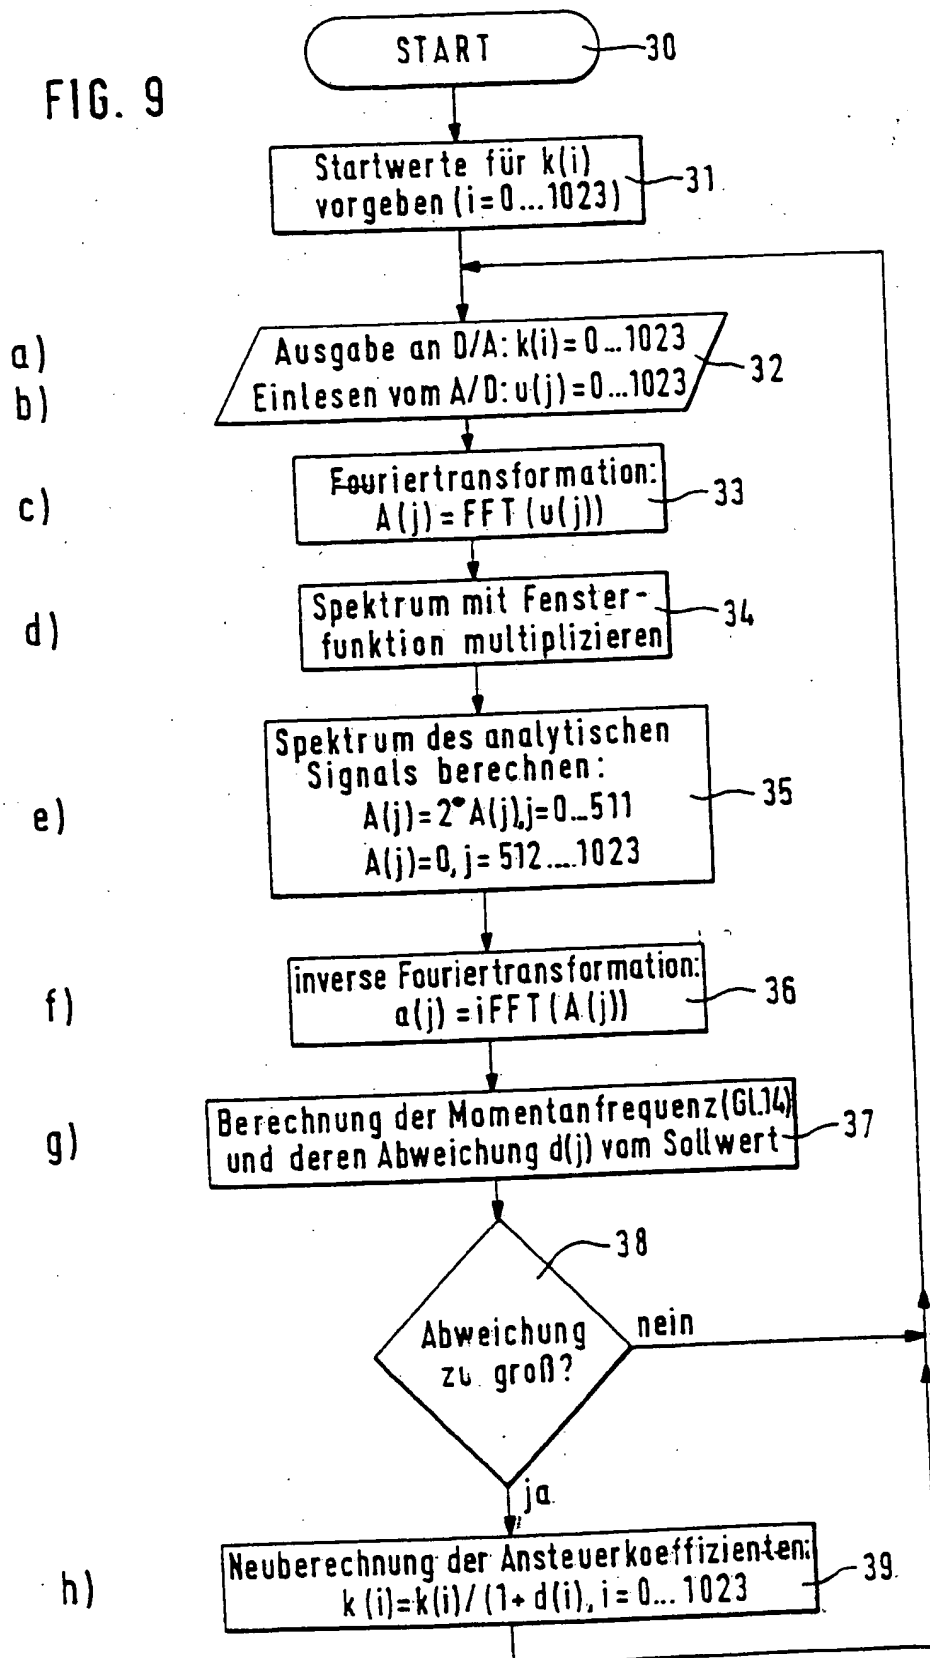 START
30
FIG. 9
Startwerte für k(i)
vorgeben (i=0...1023)
31
a)
Ausgabe an D/A: k(i)=0...1023
32
b)
Einlesen vom A/D: u(j)=0...1023
c)
Fouriertransformation:
A(j)=FFT(u(j))
33
d)
Spektrum mit Fenster-
funktion multiplizieren
34
Spektrum des analytischen
Signals berechnen:
e)
A(j)=2•A(j),j=0...511
A(j)=0,j=512....1023
35
f)
inverse Fouriertransformation:
a(j)=iFFT(A(j))
36
g)
Berechnung der Momentanfrequenz(Gl.14)
und deren Abweichung d(j) vom Sollwert
37
38
Abweichung
zu groß?
nein
ja
h)
Neuberechnung der Ansteuerkoeffizienten:
k(i)=k(i)/(1+d(i), i=0...1023
39